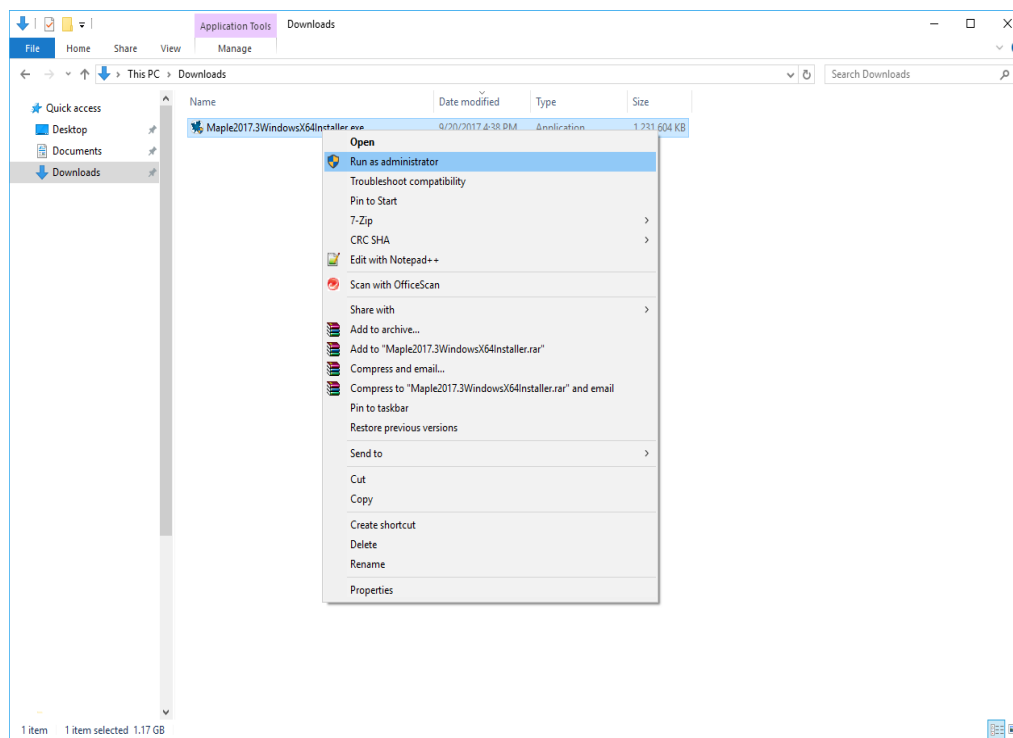 Application Tools Downloads
File Home Share View Manage
This PC Downloads Search Downloads
Quick access
Desktop
Documents
Downloads
Name Date modified Type Size
Maple2017.3WindowsX64Installer.exe 9/20/2017 4:38 PM Application 1,231,604 KB
Open
Run as administrator
Troubleshoot compatibility
Pin to Start
7-Zip
CRC SHA
Edit with Notepad++
Scan with OfficeScan
Share with
Add to archive...
Add to "Maple2017.3WindowsX64Installer.rar"
Compress and email...
Compress to "Maple2017.3WindowsX64Installer.rar" and email
Pin to taskbar
Restore previous versions
Send to
Cut
Copy
Create shortcut
Delete
Rename
Properties
1 item 1 item selected 1.17 GB